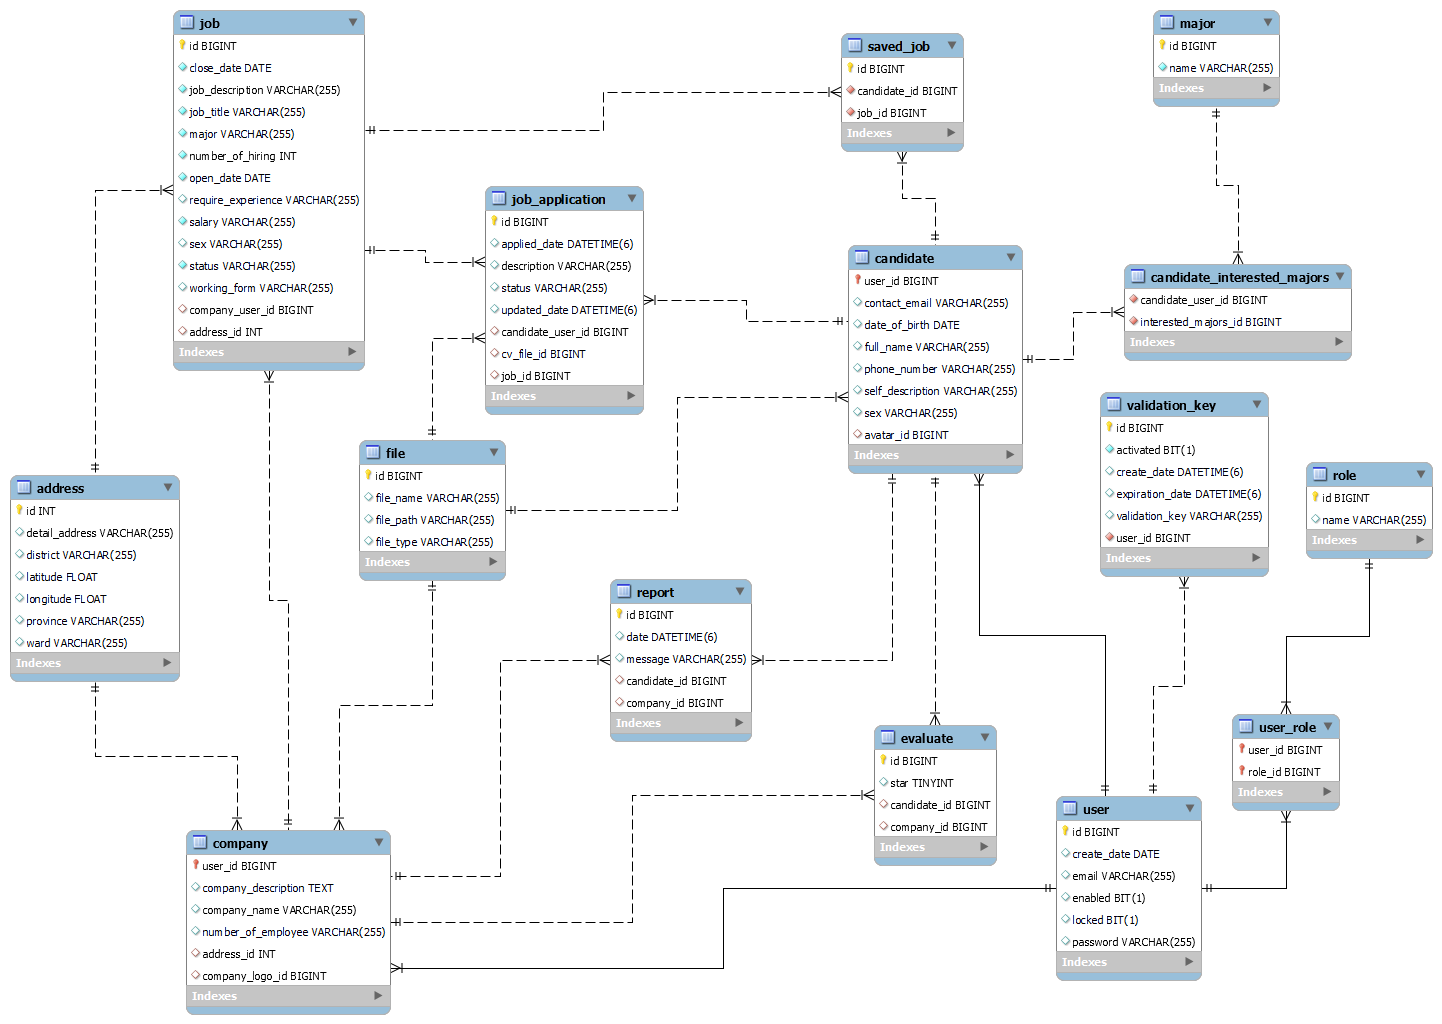 job
id BIGINT
close_date DATE
job_description VARCHAR(255)
job_title VARCHAR(255)
major VARCHAR(255)
number_of_hiring INT
open_date DATE
require_experience VARCHAR(255)
salary VARCHAR(255)
sex VARCHAR(255)
status VARCHAR(255)
working_form VARCHAR(255)
company_user_id BIGINT
address_id INT
Indexes
saved_job
id BIGINT
candidate_id BIGINT
job_id BIGINT
Indexes
major
id BIGINT
name VARCHAR(255)
Indexes
job_application
id BIGINT
applied_date DATETIME(6)
description VARCHAR(255)
status VARCHAR(255)
updated_date DATETIME(6)
candidate_user_id BIGINT
cv_file_id BIGINT
job_id BIGINT
Indexes
candidate
user_id BIGINT
contact_email VARCHAR(255)
date_of_birth DATE
full_name VARCHAR(255)
phone_number VARCHAR(255)
self_description VARCHAR(255)
sex VARCHAR(255)
avatar_id BIGINT
Indexes
candidate_interested_majors
candidate_user_id BIGINT
interested_majors_id BIGINT
Indexes
validation_key
id BIGINT
activated BIT(1)
create_date DATETIME(6)
expiration_date DATETIME(6)
validation_key VARCHAR(255)
user_id BIGINT
Indexes
role
id BIGINT
name VARCHAR(255)
Indexes
file
id BIGINT
file_name VARCHAR(255)
file_path VARCHAR(255)
file_type VARCHAR(255)
Indexes
address
id INT
detail_address VARCHAR(255)
district VARCHAR(255)
latitude FLOAT
longitude FLOAT
province VARCHAR(255)
ward VARCHAR(255)
Indexes
report
id BIGINT
date DATETIME(6)
message VARCHAR(255)
candidate_id BIGINT
company_id BIGINT
Indexes
evaluate
id BIGINT
star TINYINT
candidate_id BIGINT
company_id BIGINT
Indexes
user_role
user_id BIGINT
role_id BIGINT
Indexes
user
id BIGINT
create_date DATE
email VARCHAR(255)
enabled BIT(1)
locked BIT(1)
password VARCHAR(255)
Indexes
company
user_id BIGINT
company_description TEXT
company_name VARCHAR(255)
number_of_employee VARCHAR(255)
address_id INT
company_logo_id BIGINT
Indexes